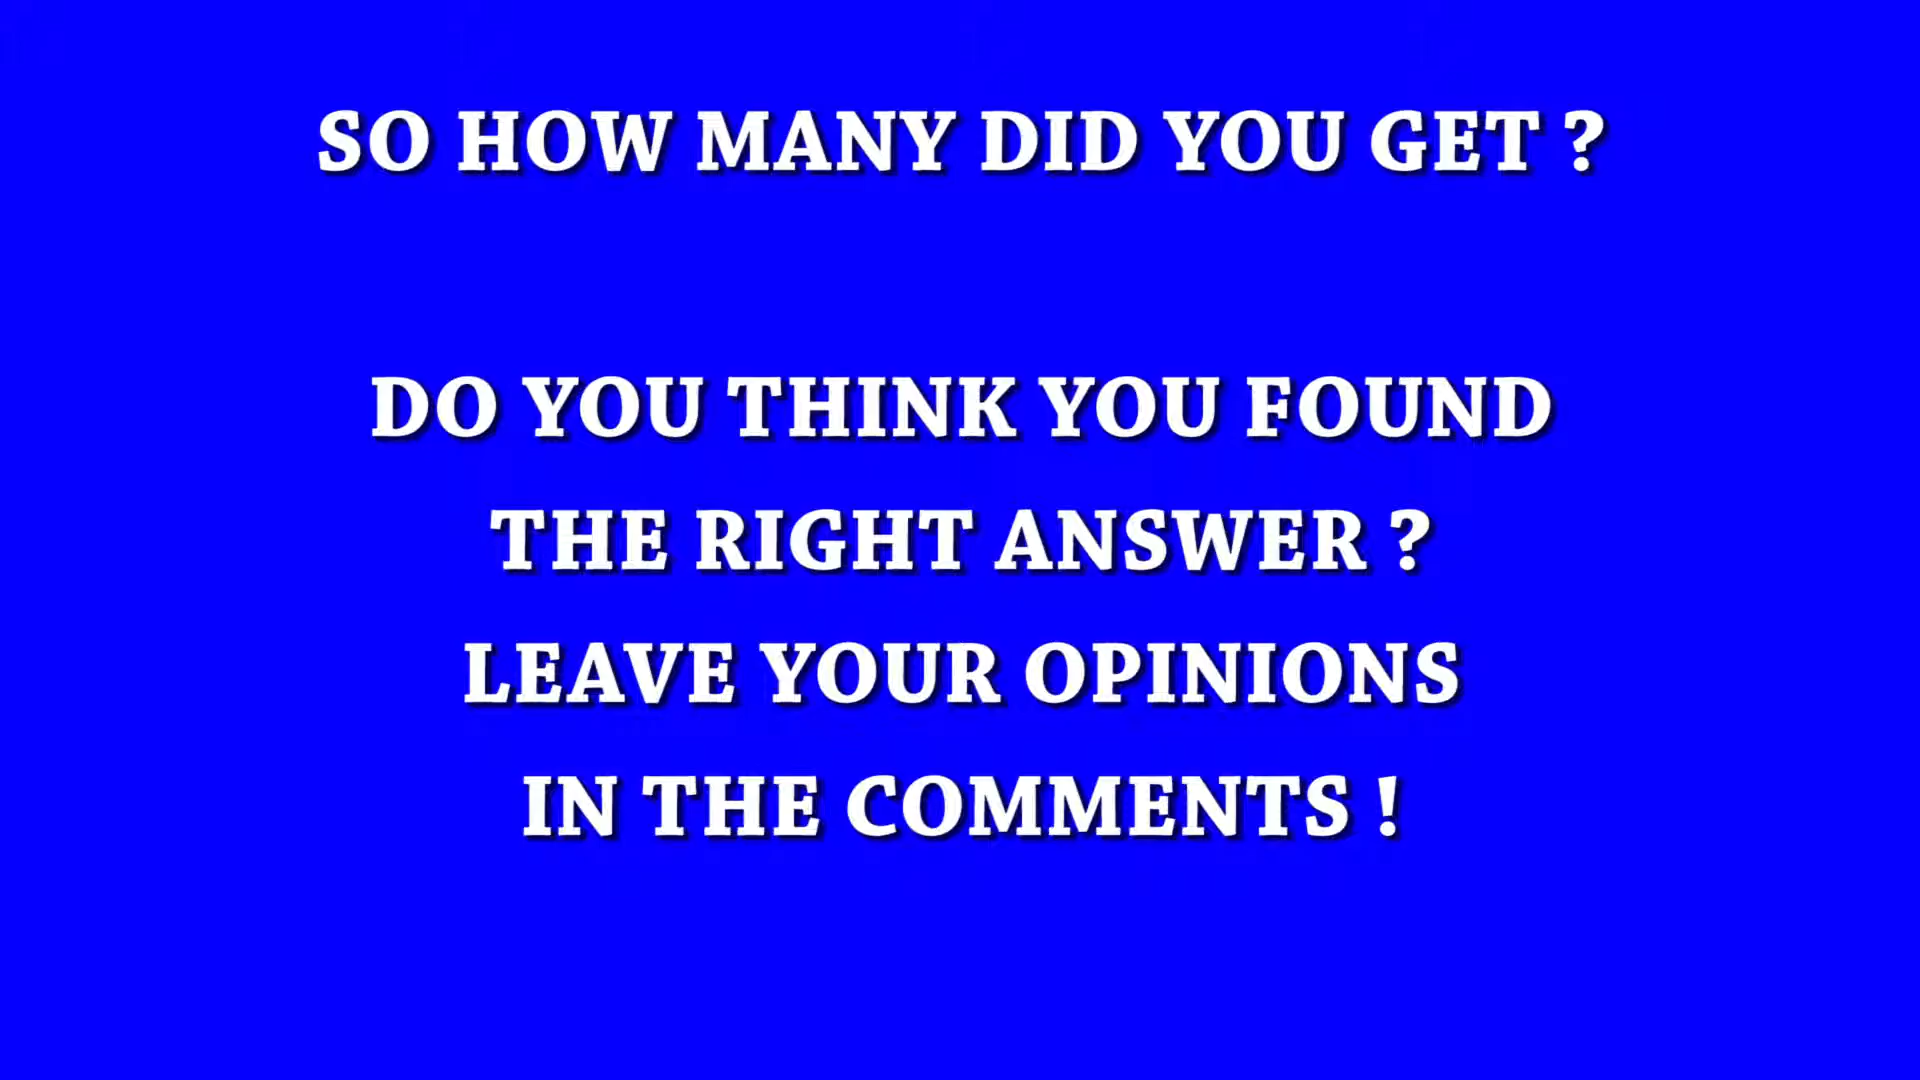 SO HOW MANY DID YOU GET ?
DO YOU THINK YOU FOUND
THE RIGHT ANSWER ?
LEAVE YOUR OPINIONS
IN THE COMMENTS !